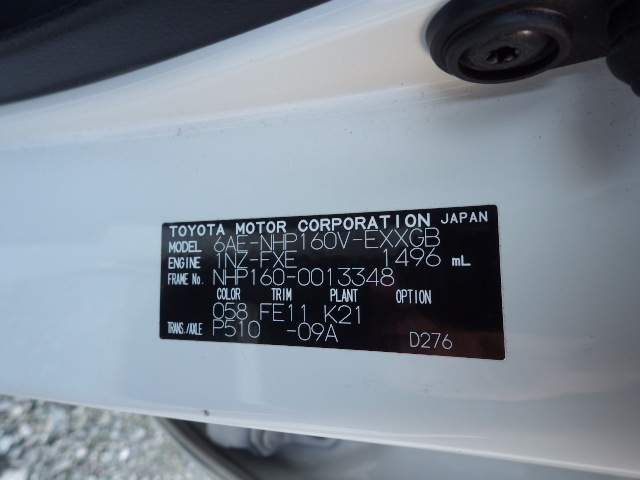 TOYOTA MOTOR CORPORATION JAPAN
MODEL 6AE-NHP160V-EXXGB
ENGINE 1NZ-FXE 1496 mL
FRAME No. NHP160-0013348
COLOR TRIM PLANT OPTION
058 FE11 K21
TRANS./AXLE P510 -09A D276